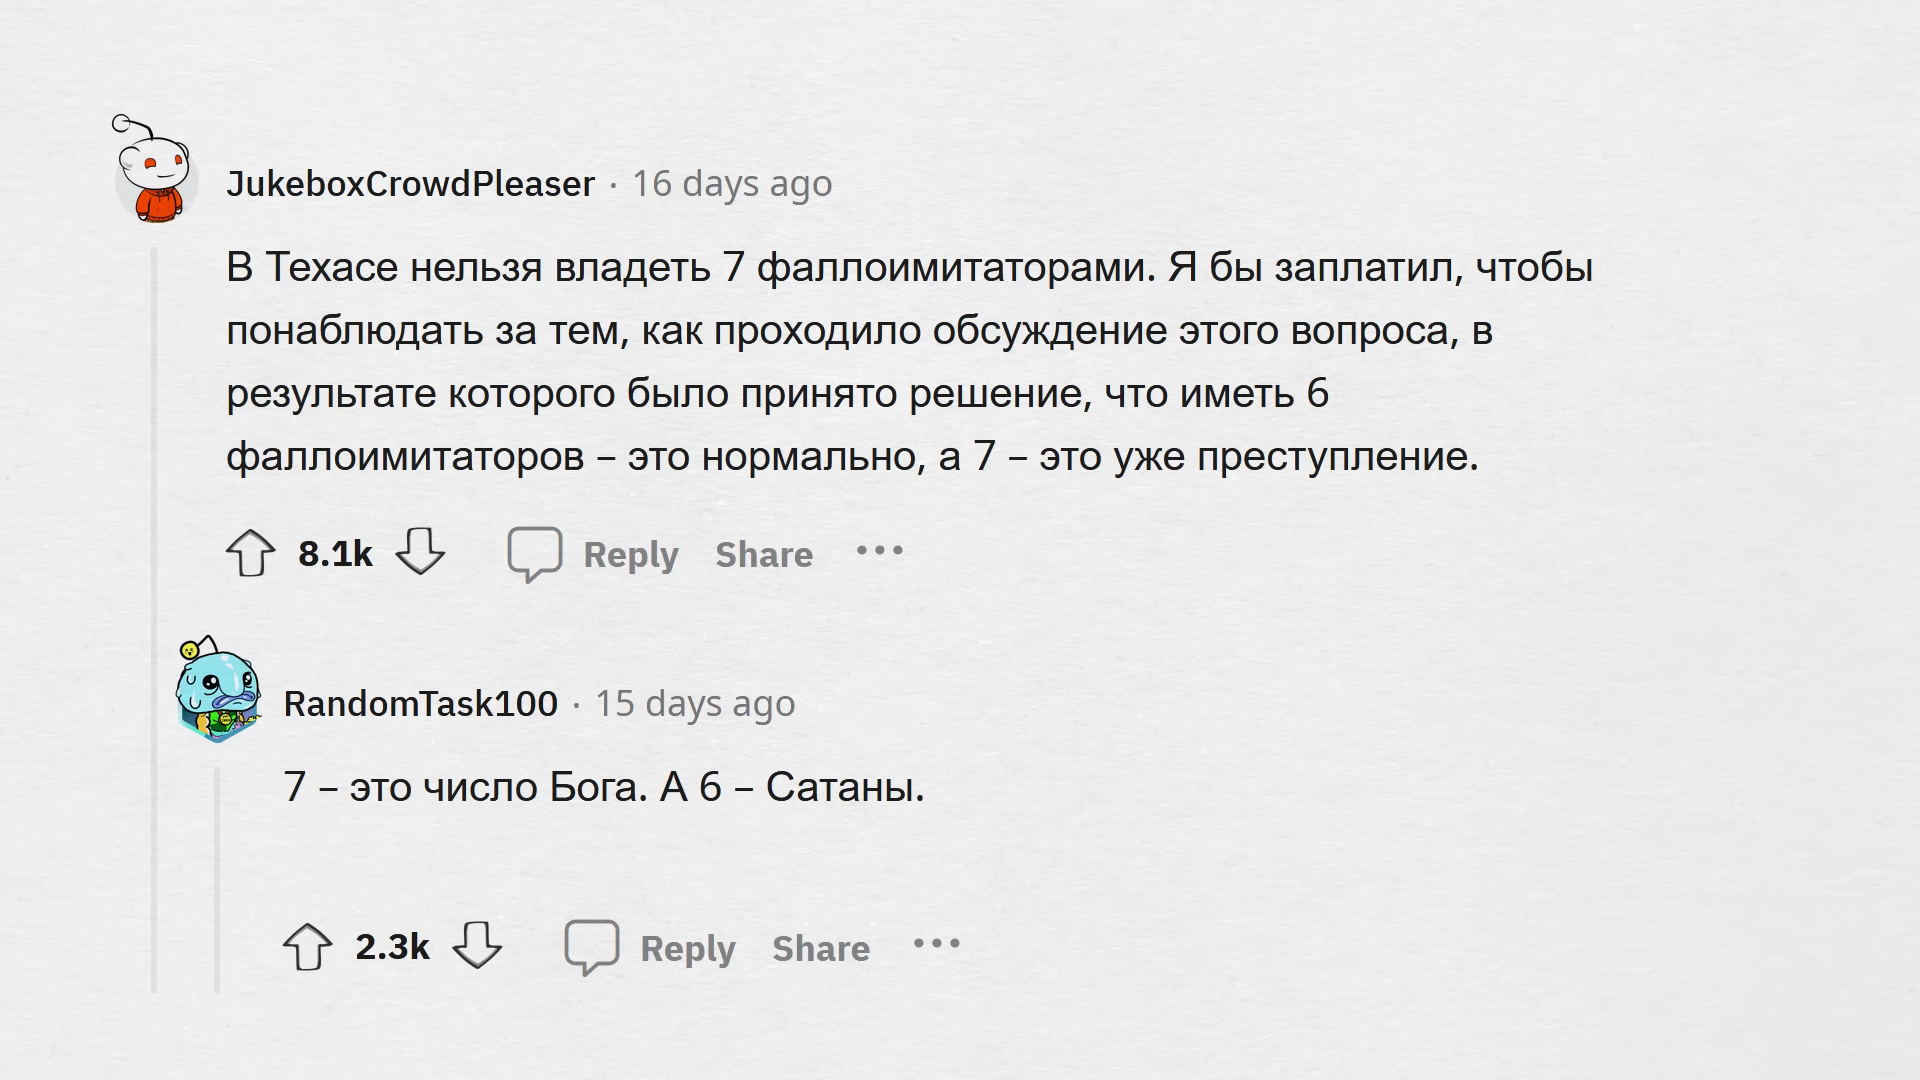 JukeboxCrowdPleaser · 16 days ago
В Техасе нельзя владеть 7 фаллоимитаторами. Я бы заплатил, чтобы
понаблюдать за тем, как проходило обсуждение этого вопроса, в
результате которого было принято решение, что иметь 6
фаллоимитаторов – это нормально, а 7 – это уже преступление.
8.1k Reply Share •••
RandomTask100 · 15 days ago
7 – это число Бога. А 6 – Сатаны.
2.3k Reply Share •••